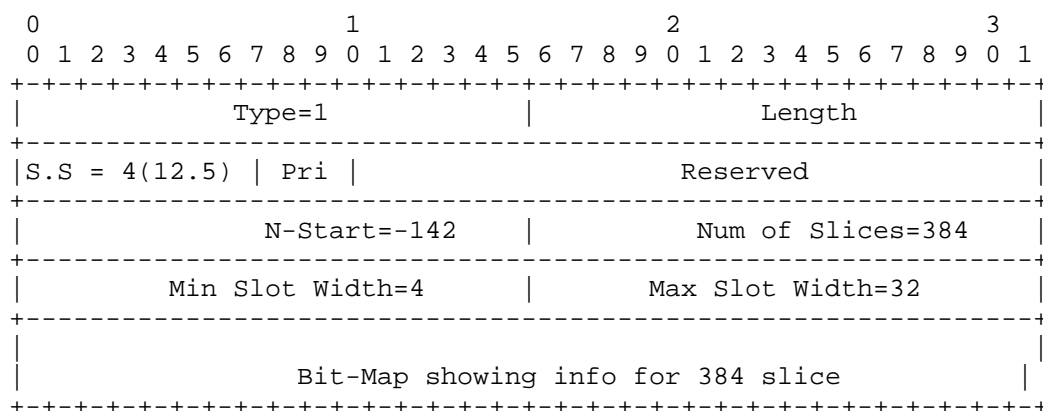 0                   1                   2                   3
 0 1 2 3 4 5 6 7 8 9 0 1 2 3 4 5 6 7 8 9 0 1 2 3 4 5 6 7 8 9 0 1
+-+-+-+-+-+-+-+-+-+-+-+-+-+-+-+-+-+-+-+-+-+-+-+-+-+-+-+-+-+-+-+-+
|             Type=1            |              Length           |
+---------------------------------------------------------------+
|S.S = 4(12.5) | Pri |                    Reserved              |
+---------------------------------------------------------------+
|               N-Start=-142    |          Num of Slices=384    |
+---------------------------------------------------------------+
|         Min Slot Width=4      |       Max Slot Width=32       |
+---------------------------------------------------------------+
|                                                               |
|                 Bit-Map showing info for 384 slice           |
+-+-+-+-+-+-+-+-+-+-+-+-+-+-+-+-+-+-+-+-+-+-+-+-+-+-+-+-+-+-+-+-+